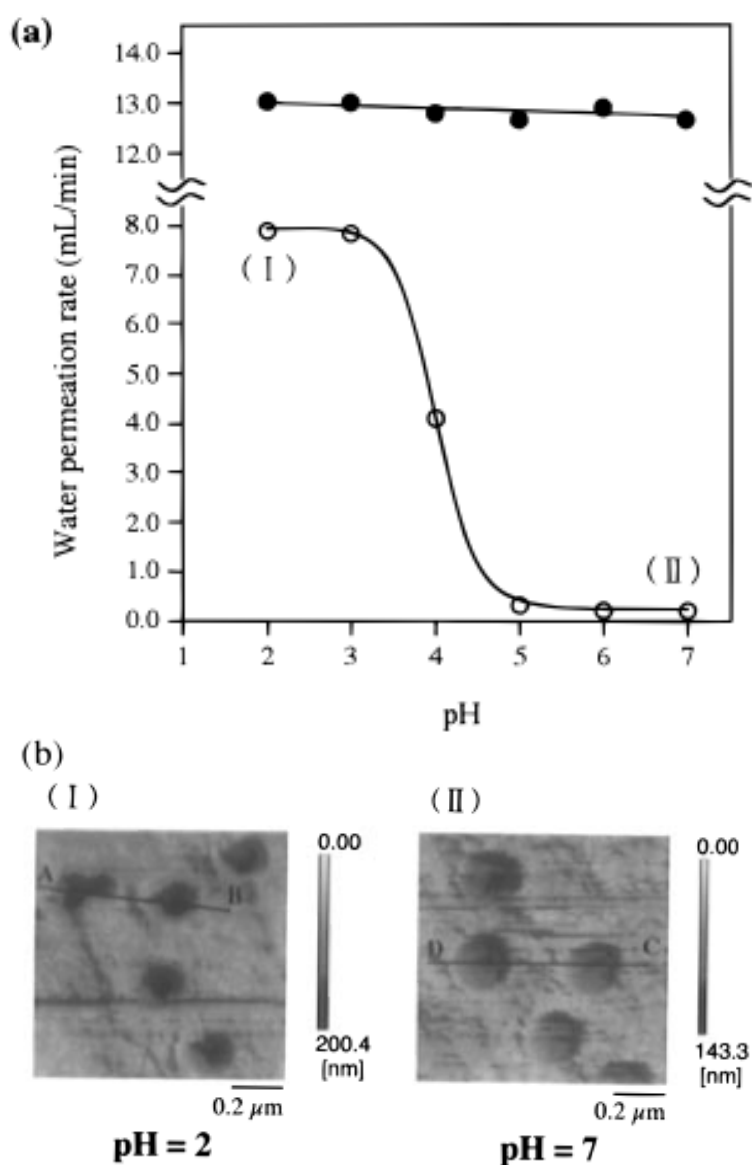 (a)
Water permeation rate (mL/min)
14.0
13.0
12.0
8.0
7.0
6.0
5.0
4.0
3.0
2.0
1.0
0.0
(Ⅰ)
(Ⅱ)
1 2 3 4 5 6 7
pH
(b)
(Ⅰ)
A
B
0.00
200.4
[nm]
0.2 μm
pH = 2
(Ⅱ)
D
C
0.00
143.3
[nm]
0.2 μm
pH = 7